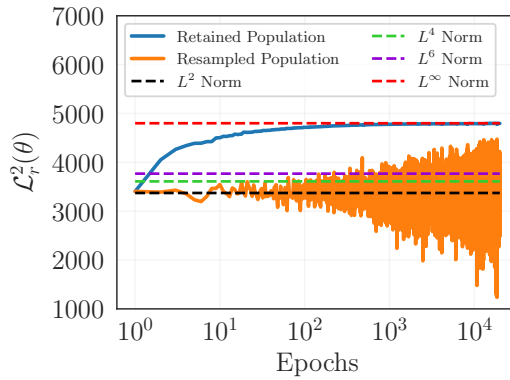 7000
6000
5000
4000
3000
2000
1000
$\mathcal{L}_r^2(\theta)$
Retained Population
Resampled Population
$L^2$ Norm
$L^4$ Norm
$L^6$ Norm
$L^\infty$ Norm
$10^0$ $10^1$ $10^2$ $10^3$ $10^4$
Epochs